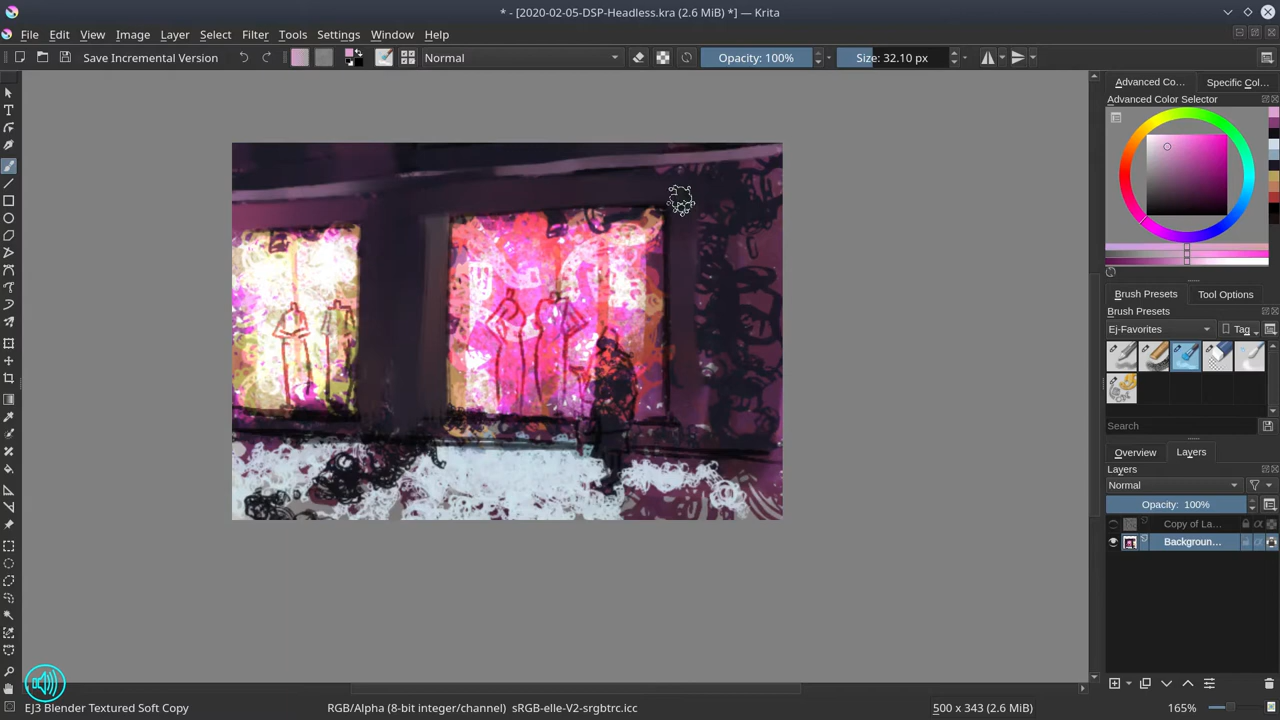 * - [2020-02-05-DSP-Headless.kra (2.6 MiB) *] — Krita
File Edit View Image Layer Select Filter Tools Settings Window Help
Save Incremental Version Normal Opacity: 100% Size: 32.10 px
Advanced Co... Specific Col...
Advanced Color Selector
Brush Presets Tool Options
Brush Presets
Ej-Favorites Tag
Search
Overview Layers
Layers
Normal
Opacity: 100%
Copy of La...
Backgroun...
EJ3 Blender Textured Soft Copy RGB/Alpha (8-bit integer/channel) sRGB-elle-V2-srgbtrc.icc 500 x 343 (2.6 MiB) 165%